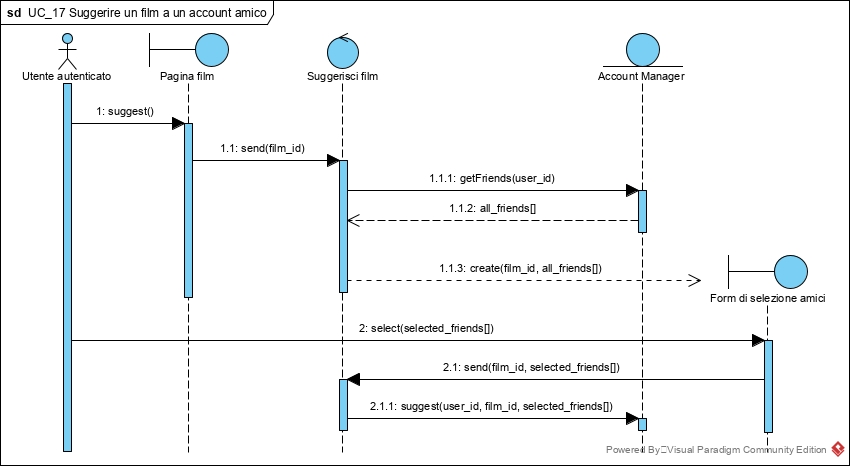 sd UC_17 Suggerire un film a un account amico
Utente autenticato
Pagina film
Suggerisci film
Account Manager
1: suggest()
1.1: send(film_id)
1.1.1: getFriends(user_id)
1.1.2: all_friends[]
1.1.3: create(film_id, all_friends[])
Form di selezione amici
2: select(selected_friends[])
2.1: send(film_id, selected_friends[])
2.1.1: suggest(user_id, film_id, selected_friends[])
Powered By Visual Paradigm Community Edition